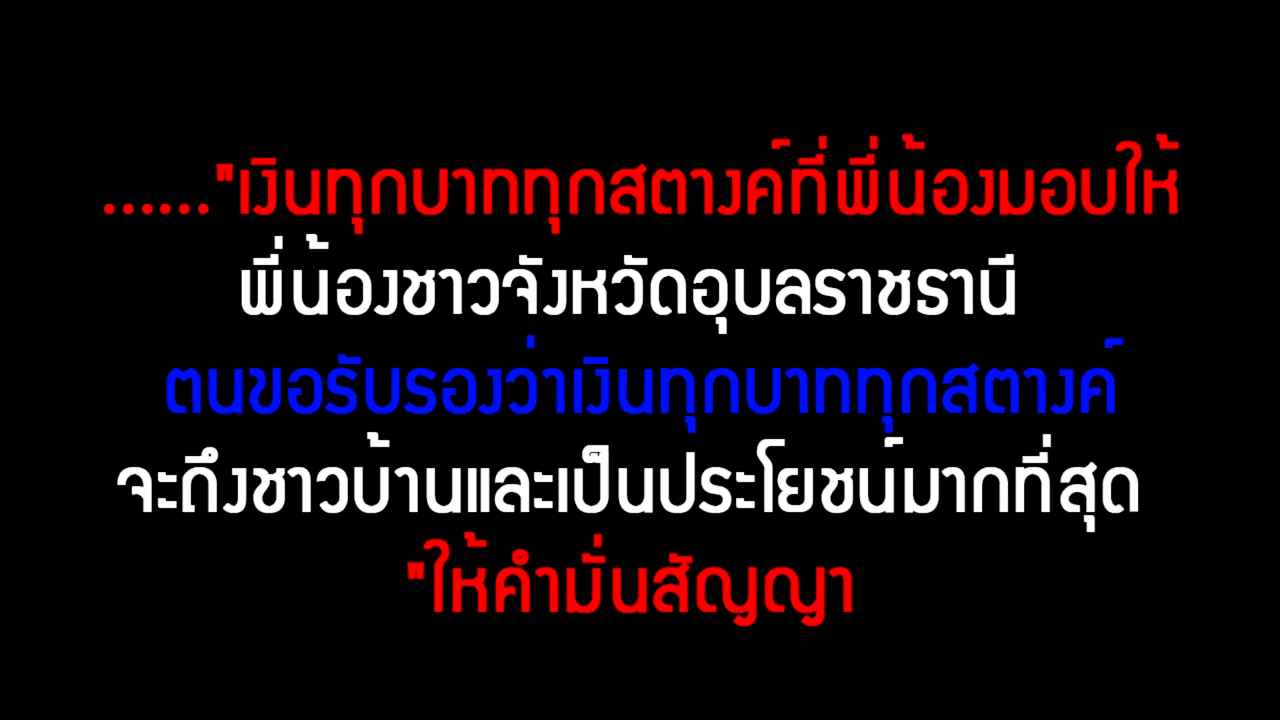 ......"เงินทุกบาททุกสตางค์ที่พี่น้องมอบให้
พี่น้องชาวจังหวัดอุบลราชธานี
ตนขอรับรองว่าเงินทุกบาททุกสตางค์
จะถึงชาวบ้านและเป็นประโยชน์มากที่สุด
"ให้คำมั่นสัญญา